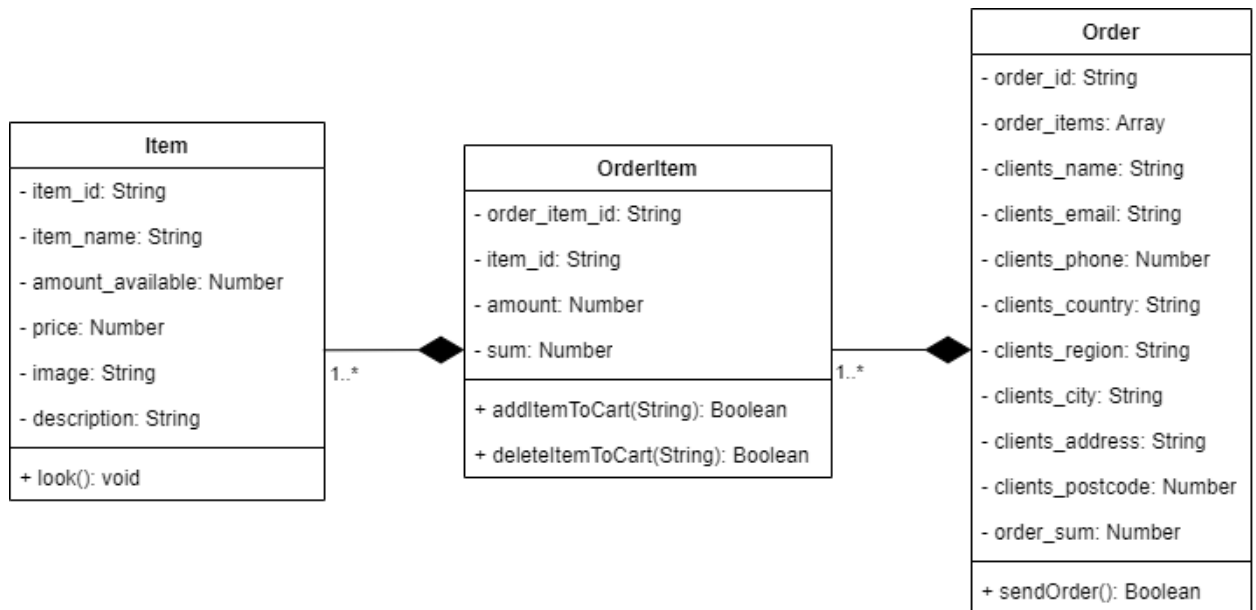 Item
- item_id: String
- item_name: String
- amount_available: Number
- price: Number
- image: String
- description: String
+ look(): void
1..*
OrderItem
- order_item_id: String
- item_id: String
- amount: Number
- sum: Number
+ addItemToCart(String): Boolean
+ deleteItemToCart(String): Boolean
1..*
Order
- order_id: String
- order_items: Array
- clients_name: String
- clients_email: String
- clients_phone: Number
- clients_country: String
- clients_region: String
- clients_city: String
- clients_address: String
- clients_postcode: Number
- order_sum: Number
+ sendOrder(): Boolean